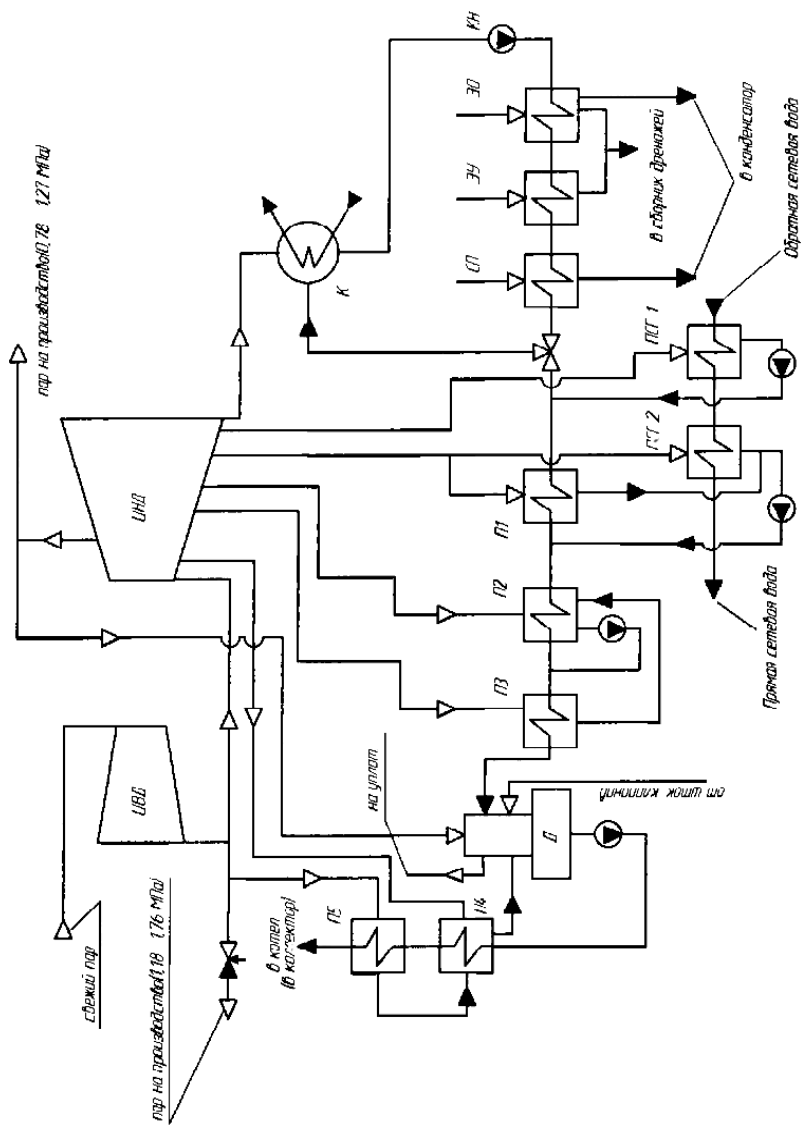 свежий пар
пар на производство(1,18 1,76 МПа)
ЦВД
пар на производство(0,78 1,27 МПа)
ЦНД
К
КН
ЭО
ЭУ
СП
в сборник дренажей
в конденсатор
ПСГ 1
Обратная сетевая вода
ПСГ 2
Прямая сетевая вода
П1
П2
П3
на уплот
от шток клапанов
Д
П4
П5
в котел
(в коллектор)